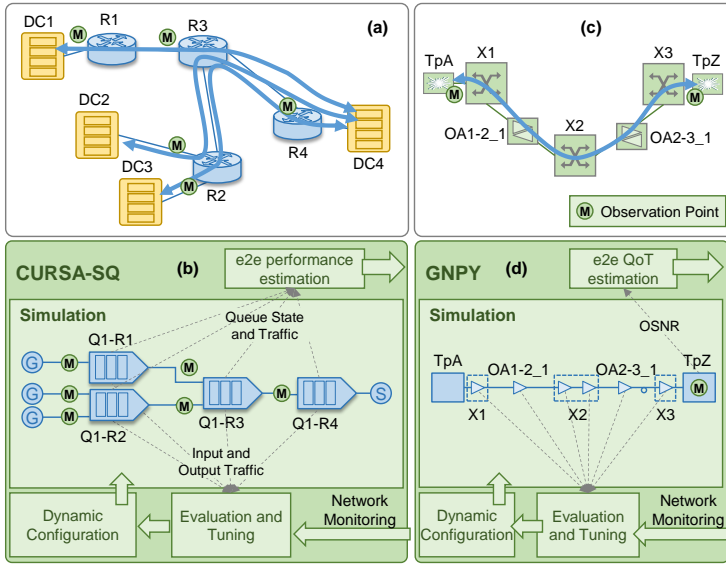 (a)
DC1
R1
R3
M
M
DC2
M
M
R4
DC4
DC3
M
R2
(c)
TpA
X1
X3
TpZ
M
M
X2
OA1-2_1
OA2-3_1
M Observation Point
CURSA-SQ
(b)
e2e performance
estimation
Simulation
Queue State
and Traffic
Q1-R1
G
M
M
G
M
G
M
M
M
S
Q1-R2
Q1-R3
Q1-R4
Input and
Output Traffic
Dynamic
Configuration
Evaluation and
Tuning
Network
Monitoring
GNPY
(d)
e2e QoT
estimation
Simulation
OSNR
TpA
OA1-2_1
OA2-3_1
TpZ
M
X1
X2
X3
Dynamic
Configuration
Evaluation
and Tuning
Network
Monitoring